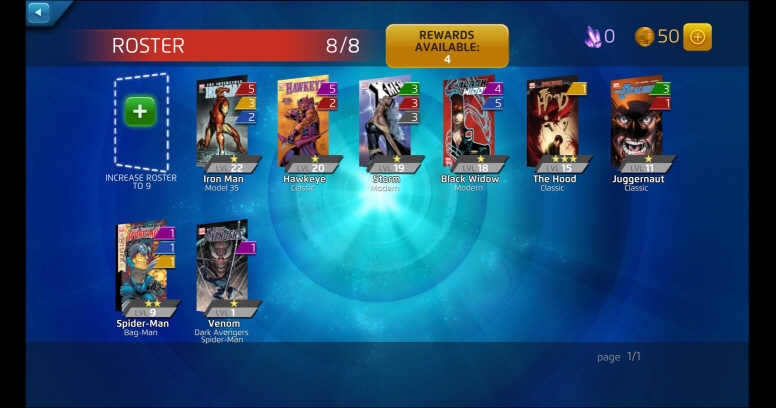 ROSTER
8/8
REWARDS
AVAILABLE:
4
0
50
INCREASE ROSTER
TO 9
5
3
2
LVL 22
Iron Man
Model 35
HAWKEYE
5
2
LVL 20
Hawkeye
Classic
X-MEN
3
3
3
LVL 19
Storm
Modern
4
5
LVL 18
Black Widow
Modern
1
LVL 15
The Hood
Classic
3
1
LVL 11
Juggernaut
Classic
1
1
1
LVL 9
Spider-Man
Bag-Man
1
LVL 1
Venom
Dark Avengers
Spider-Man
page 1/1